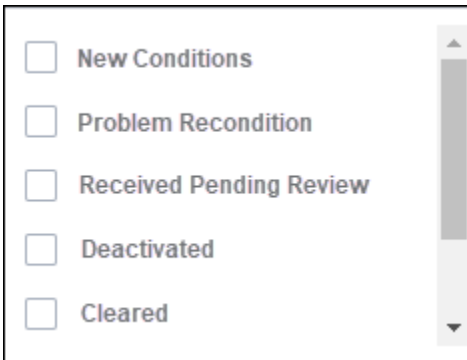 New Conditions
Problem Recondition
Received Pending Review
Deactivated
Cleared